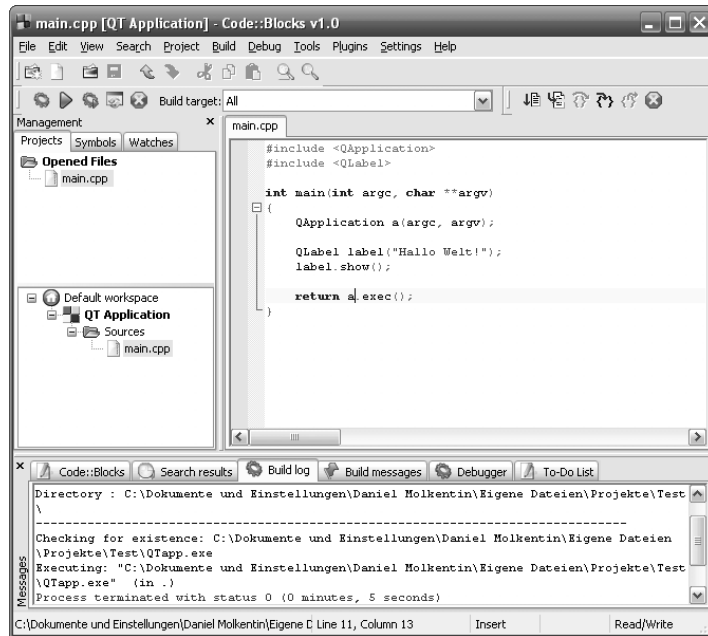 main.cpp [QT Application] - Code::Blocks v1.0
File Edit View Search Project Build Debug Tools Plugins Settings Help
Build target: All
Management
Projects Symbols Watches
Opened Files
main.cpp
Default workspace
QT Application
Sources
main.cpp
main.cpp
#include <QApplication>
#include <QLabel>
int main(int argc, char **argv)
{
QApplication a(argc, argv);
QLabel label("Hallo Welt!");
label.show();
return a.exec();
}
Code::Blocks Search results Build log Build messages Debugger To-Do List
Messages
Directory : C:\Dokumente und Einstellungen\Daniel Molkentin\Eigene Dateien\Projekte\Test
\
--------------------------------------------------------------------------------
Checking for existence: C:\Dokumente und Einstellungen\Daniel Molkentin\Eigene Dateien
\Projekte\Test\QTapp.exe
Executing: "C:\Dokumente und Einstellungen\Daniel Molkentin\Eigene Dateien\Projekte\Test
\QTapp.exe" (in .)
Process terminated with status 0 (0 minutes, 5 seconds)
C:\Dokumente und Einstellungen\Daniel Molkentin\Eigene D Line 11, Column 13 Insert Read/Write